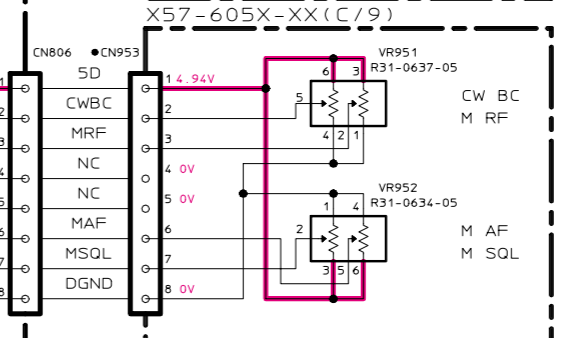 X57-605X-XX(C/9)
CN806 ●CN953
VR951
R31-0637-05
5D
1 4.94V
6 3
CWBC
2
5
CW BC
MRF
3
4 2 1
M RF
NC
4 0V
NC
5 0V
VR952
R31-0634-05
1 4
MAF
6
2
M AF
MSQL
7
3 5 6
M SQL
DGND
8 0V
1
2
3
4
5
6
7
8